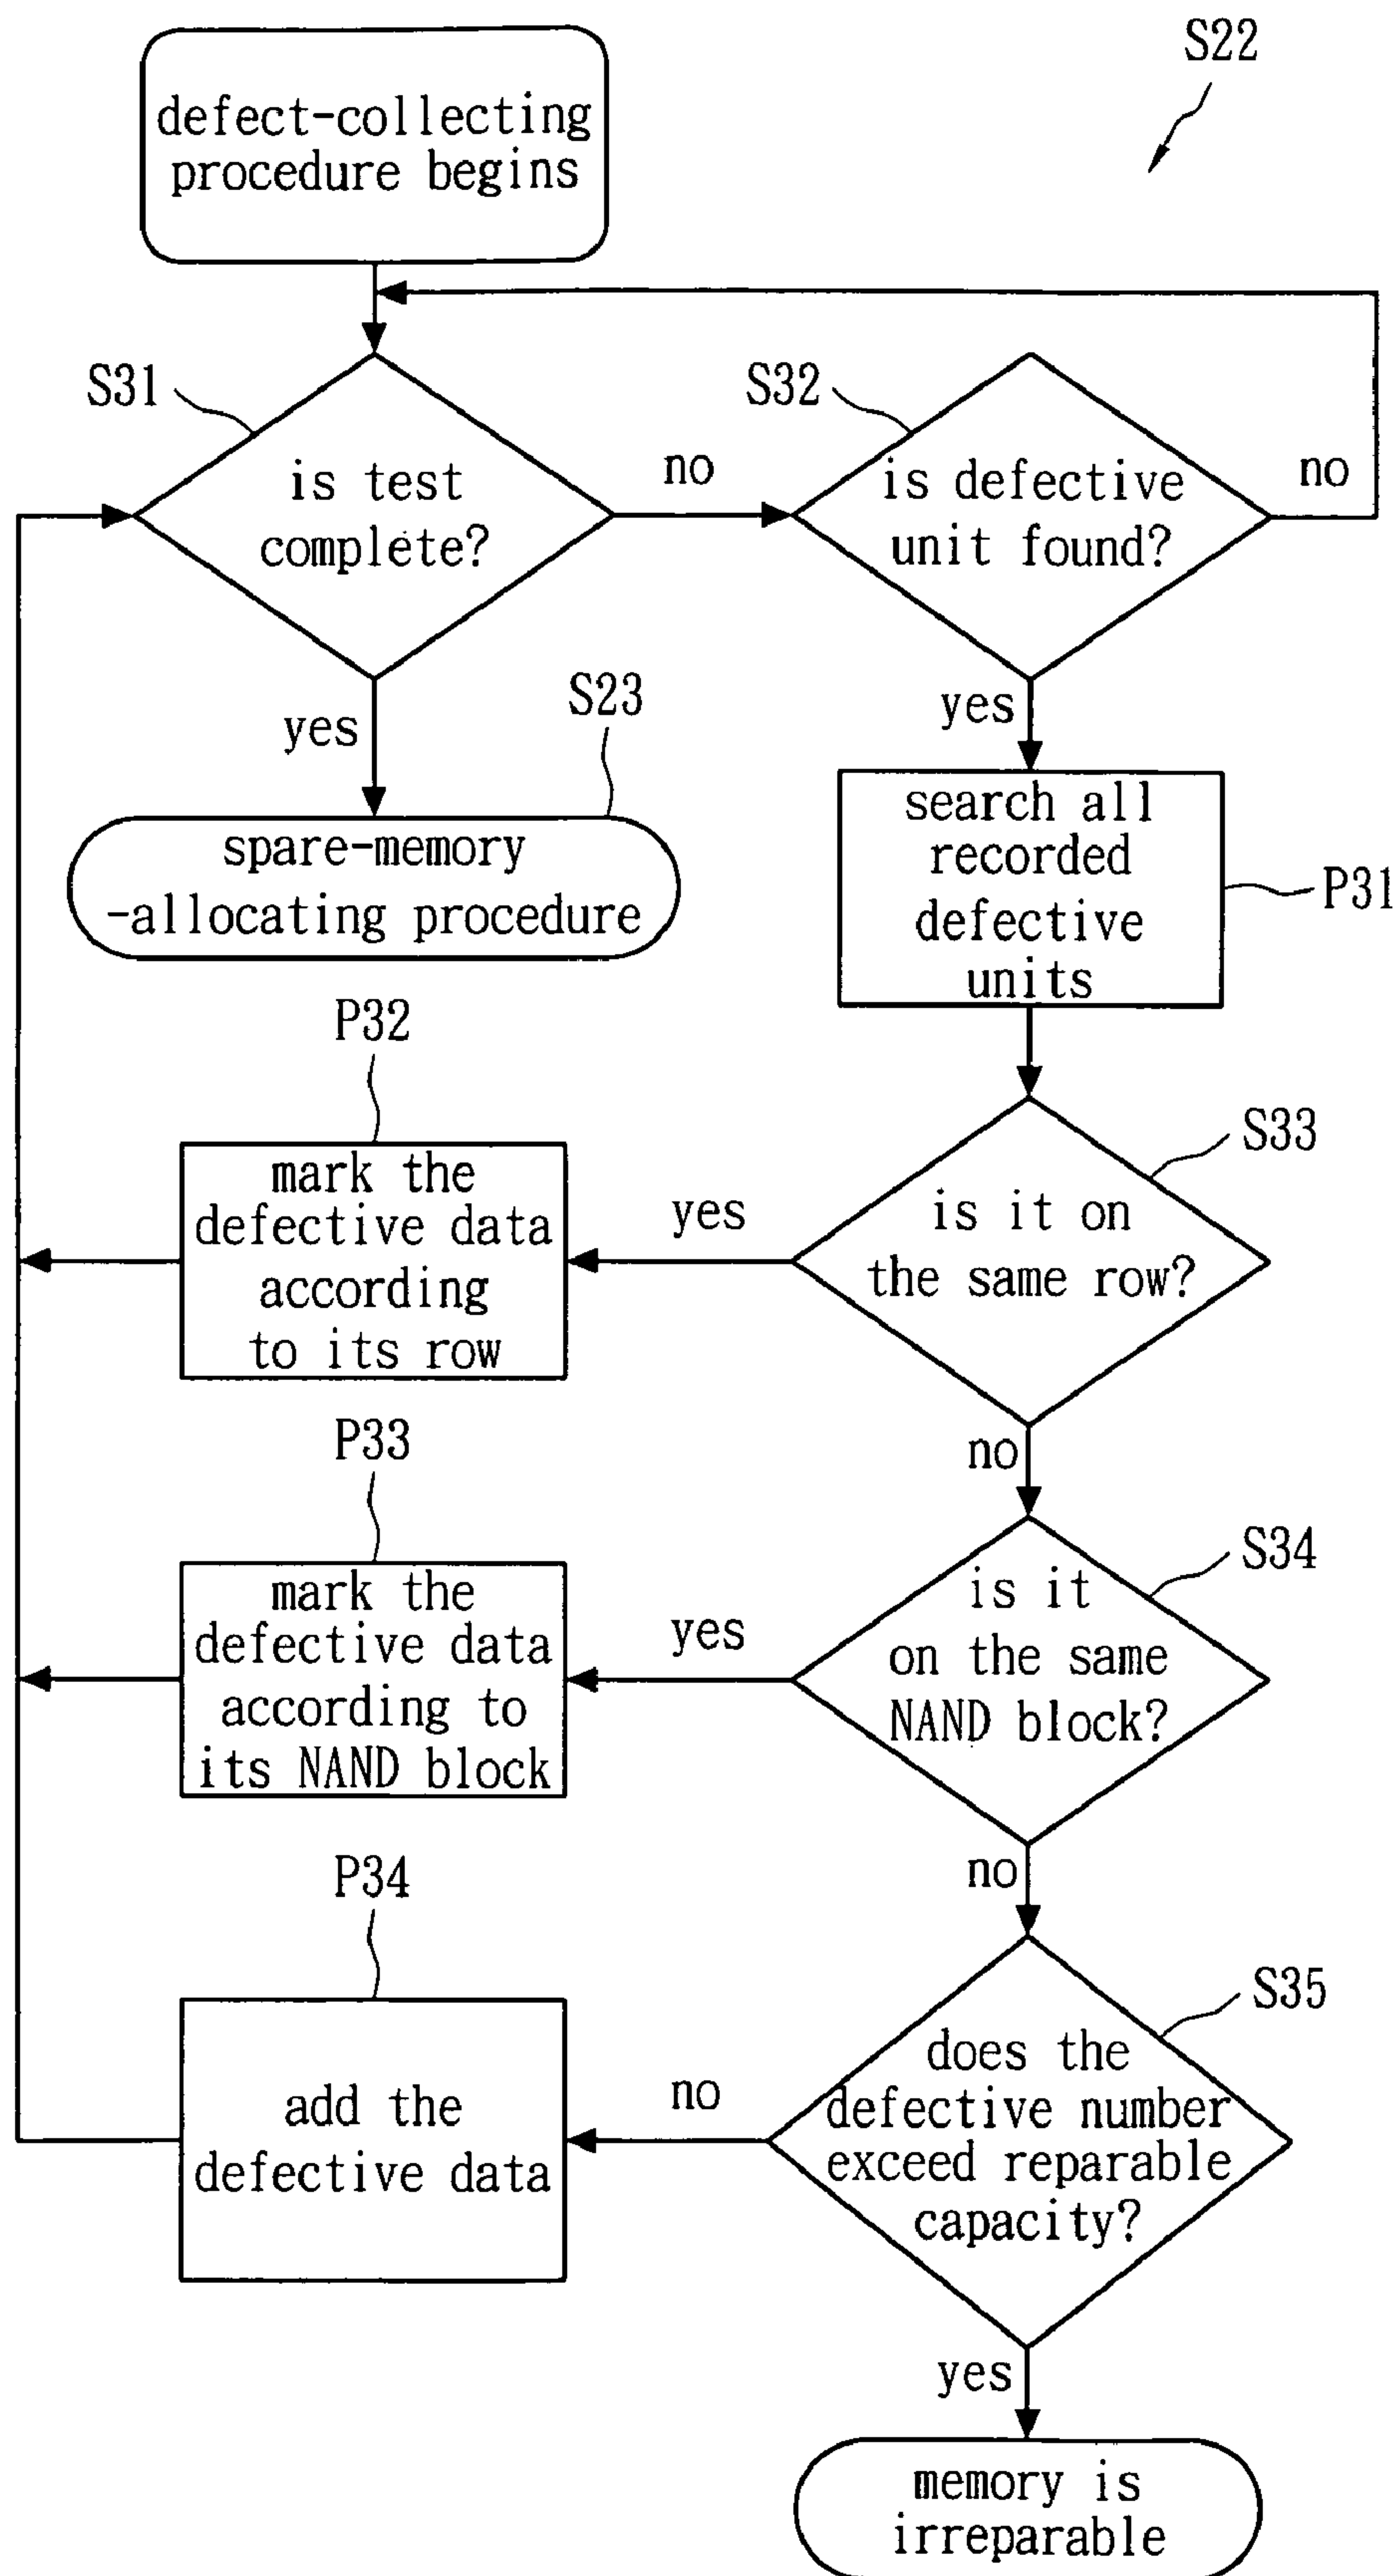 S22
defect-collecting
procedure begins
S31
is test
complete?
no
S32
is defective
unit found?
no
yes
S23
spare-memory
-allocating procedure
yes
search all
recorded
defective
units
P31
P32
mark the
defective data
according
to its row
yes
S33
is it on
the same row?
no
P33
mark the
defective data
according to
its NAND block
yes
S34
is it
on the same
NAND block?
no
P34
add the
defective data
no
S35
does the
defective number
exceed reparable
capacity?
yes
memory is
irreparable